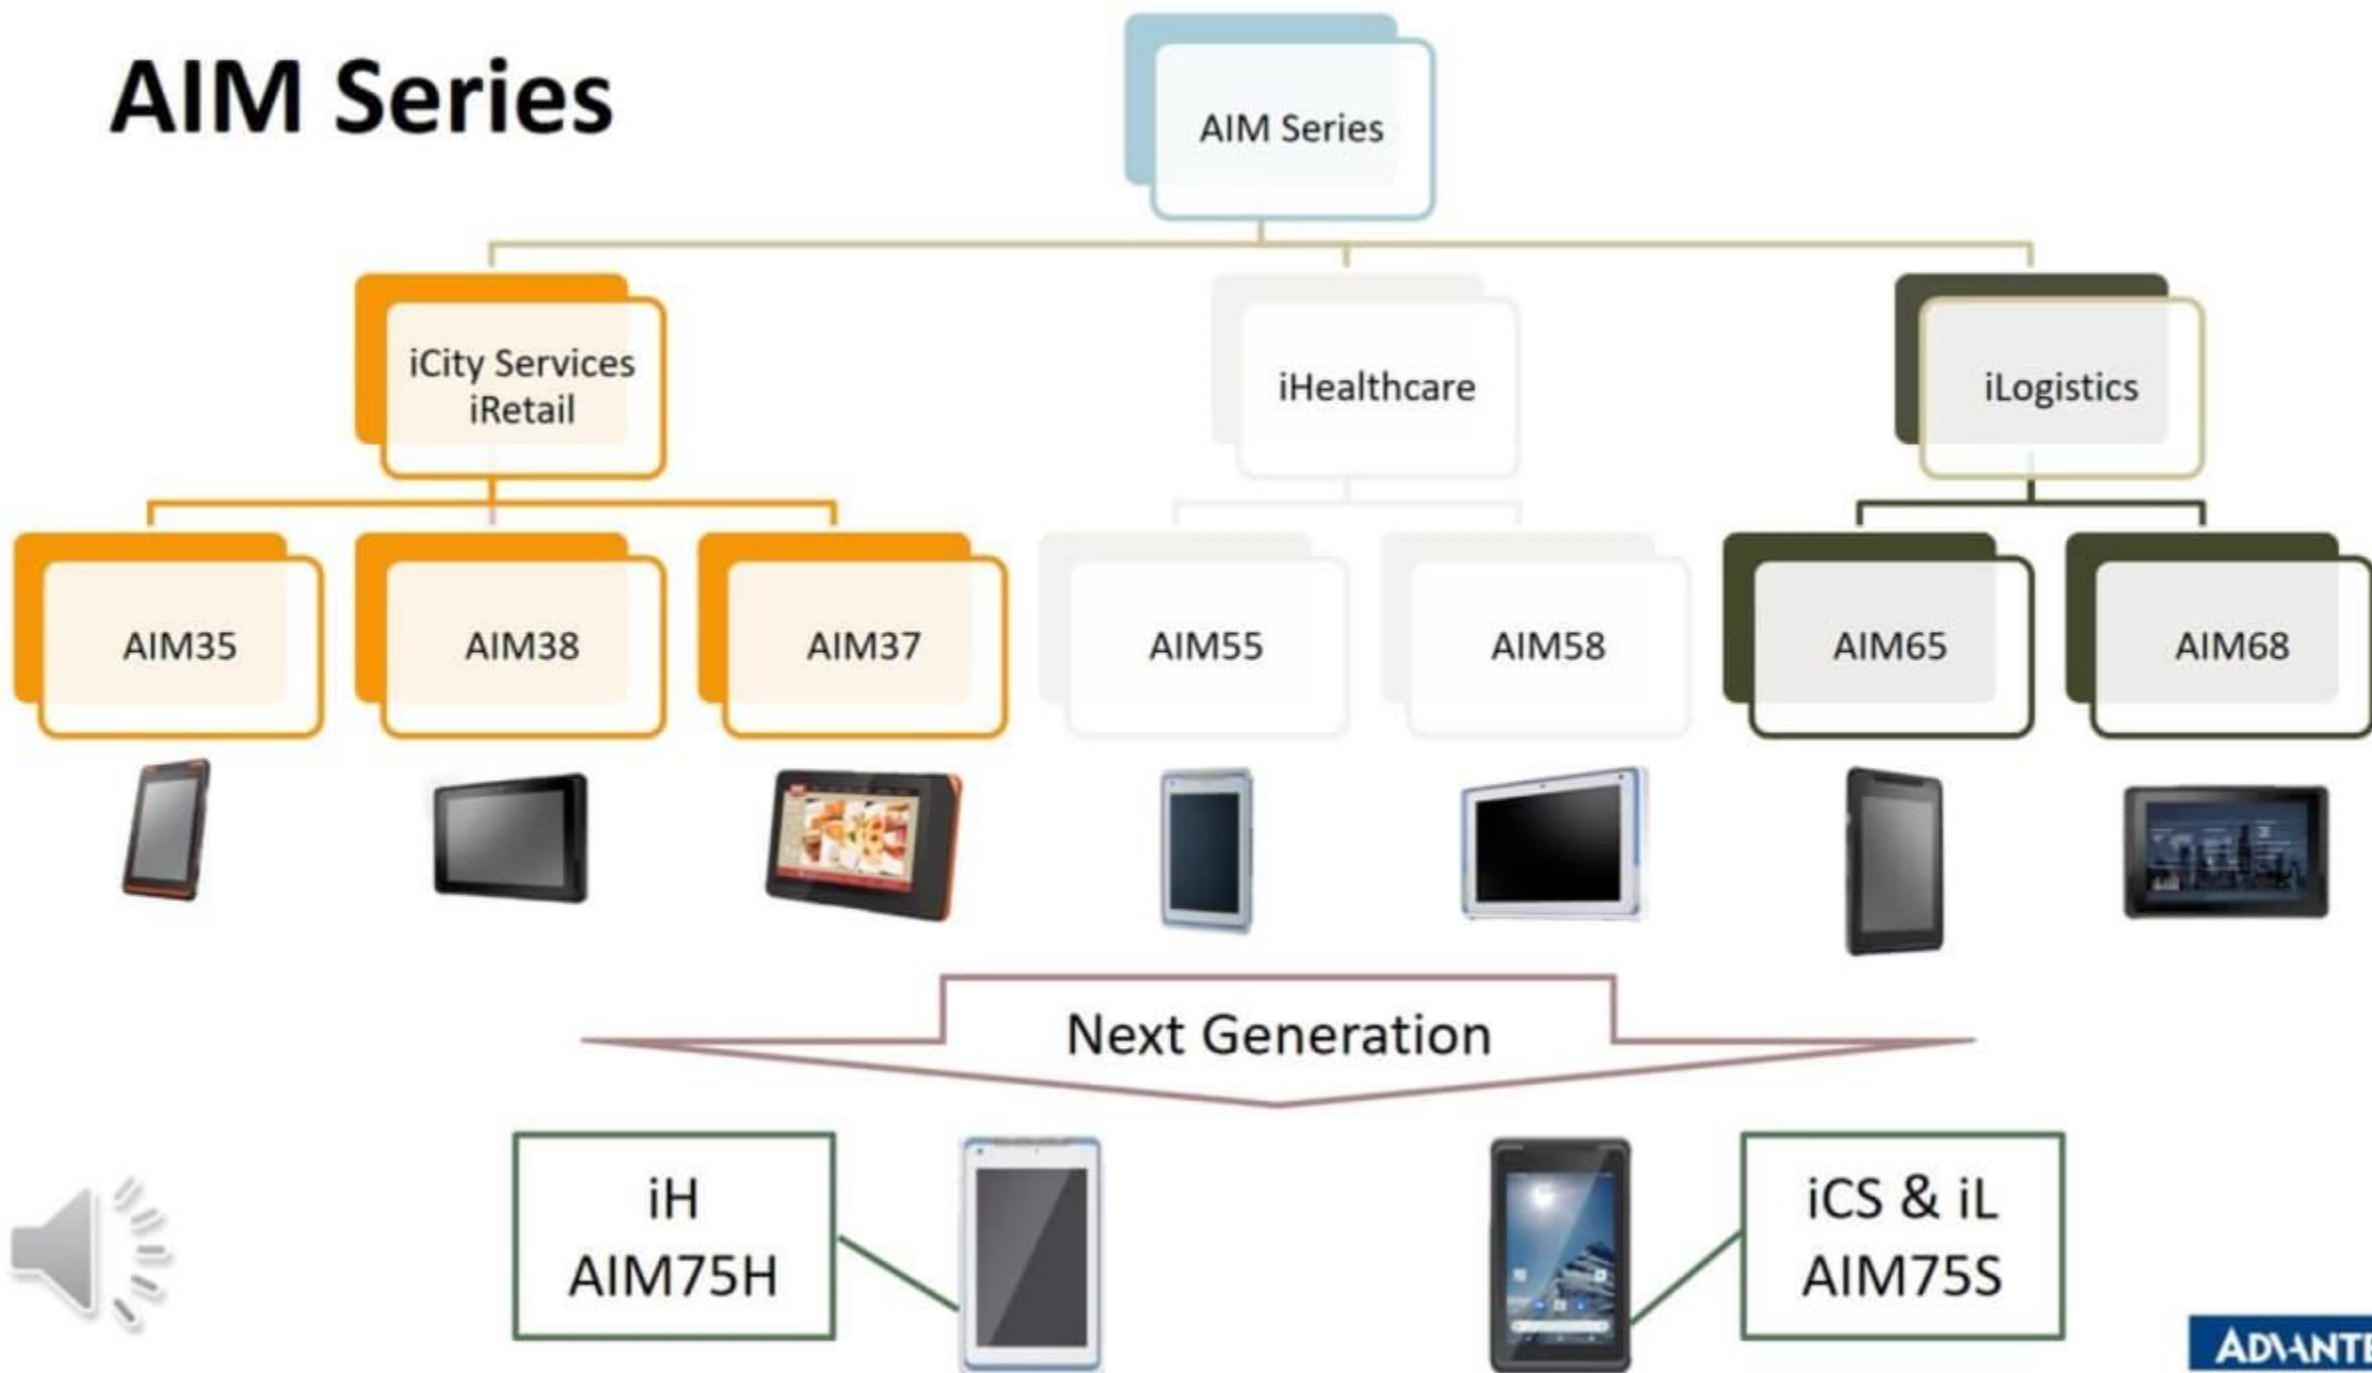 AIM Series
AIM Series
iCity Services
iRetail
iHealthcare
iLogistics
AIM35
AIM38
AIM37
AIM55
AIM58
AIM65
AIM68
Next Generation
iH
AIM75H
iCS & iL
AIM75S
ADVANTE